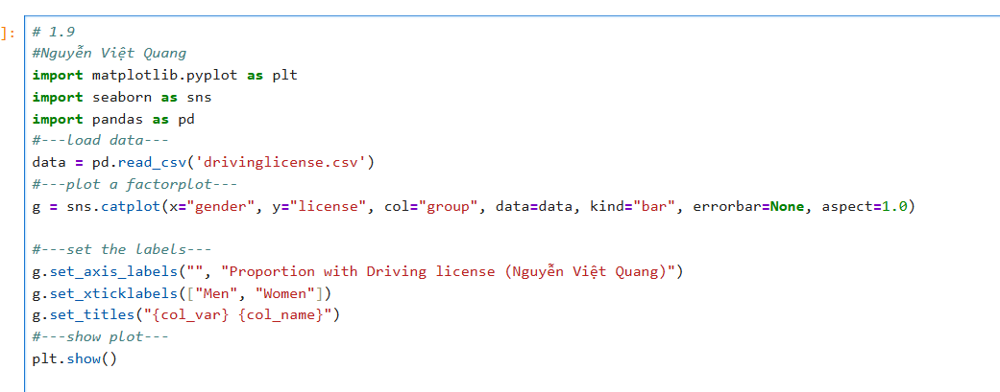 ]:
# 1.9
#Nguyễn Việt Quang
import matplotlib.pyplot as plt
import seaborn as sns
import pandas as pd
#---load data---
data = pd.read_csv('drivinglicense.csv')
#---plot a factorplot---
g = sns.catplot(x="gender", y="license", col="group", data=data, kind="bar", errorbar=None, aspect=1.0)
#---set the labels---
g.set_axis_labels("", "Proportion with Driving license (Nguyễn Việt Quang)")
g.set_xticklabels(["Men", "Women"])
g.set_titles("{col_var} {col_name}")
#---show plot---
plt.show()